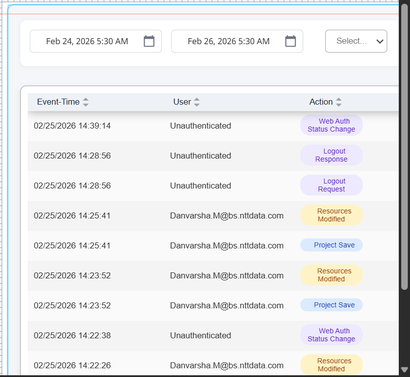 Feb 24, 2026 5:30 AM Feb 26, 2026 5:30 AM Select...
Event-Time User Action
02/25/2026 14:39:14 Unauthenticated Web Auth
Status Change
02/25/2026 14:28:56 Unauthenticated Logout
Response
02/25/2026 14:28:56 Unauthenticated Logout
Request
02/25/2026 14:25:41 Danvarsha.M@bs.nttdata.com Resources
Modified
02/25/2026 14:25:41 Danvarsha.M@bs.nttdata.com Project Save
02/25/2026 14:23:52 Danvarsha.M@bs.nttdata.com Resources
Modified
02/25/2026 14:23:52 Danvarsha.M@bs.nttdata.com Project Save
02/25/2026 14:22:38 Unauthenticated Web Auth
Status Change
02/25/2026 14:22:26 Danvarsha.M@bs.nttdata.com Resources
Modified